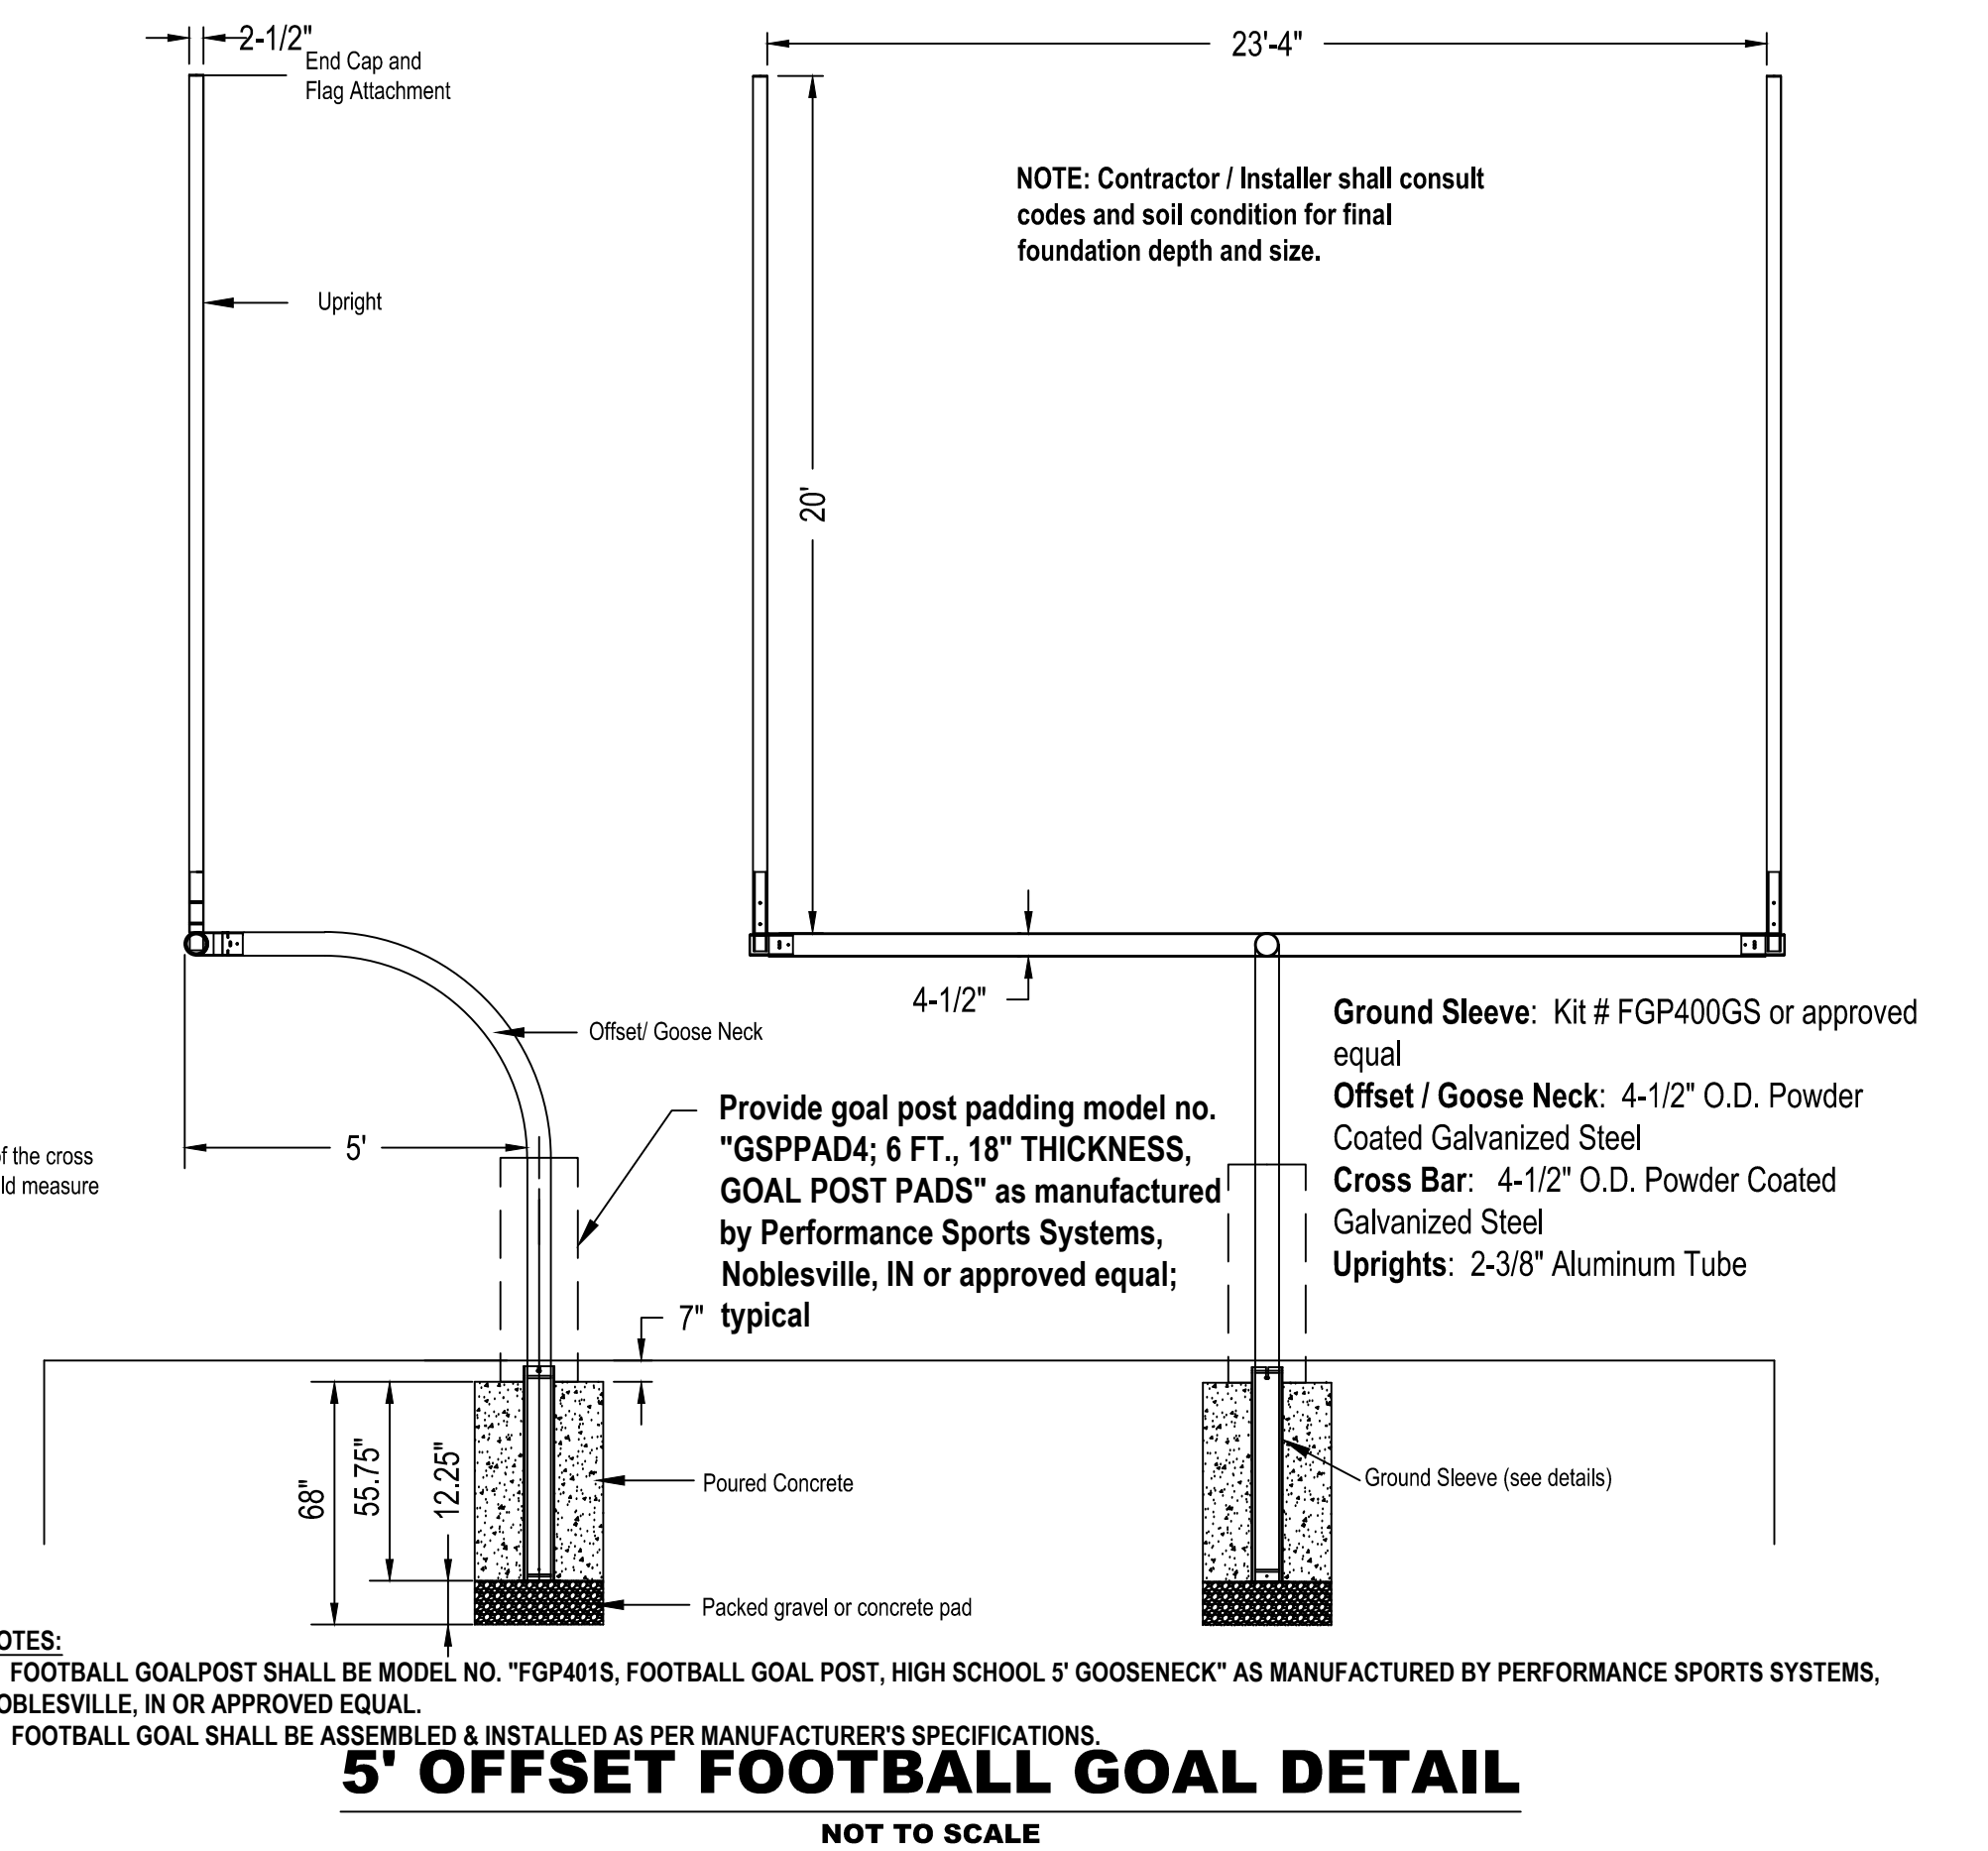 2-1/2"
End Cap and
Flag Attachment
23'-4"
NOTE: Contractor / Installer shall consult
codes and soil condition for final
foundation depth and size.
Upright
20'
4-1/2"
Offset/ Goose Neck
Ground Sleeve: Kit # FGP400GS or approved
equal
Offset / Goose Neck: 4-1/2" O.D. Powder
Coated Galvanized Steel
Cross Bar: 4-1/2" O.D. Powder Coated
Galvanized Steel
Uprights: 2-3/8" Aluminum Tube
5'
of the cross
measure
Provide goal post padding model no.
"GSPPAD4; 6 FT., 18" THICKNESS,
GOAL POST PADS" as manufactured
by Performance Sports Systems,
Noblesville, IN or approved equal;
typical
7"
68"
55.75"
12.25"
Poured Concrete
Ground Sleeve (see details)
Packed gravel or concrete pad
OTES:
FOOTBALL GOALPOST SHALL BE MODEL NO. "FGP401S, FOOTBALL GOAL POST, HIGH SCHOOL 5' GOOSENECK" AS MANUFACTURED BY PERFORMANCE SPORTS SYSTEMS,
OBLESVILLE, IN OR APPROVED EQUAL.
FOOTBALL GOAL SHALL BE ASSEMBLED & INSTALLED AS PER MANUFACTURER'S SPECIFICATIONS.
5' OFFSET FOOTBALL GOAL DETAIL
NOT TO SCALE